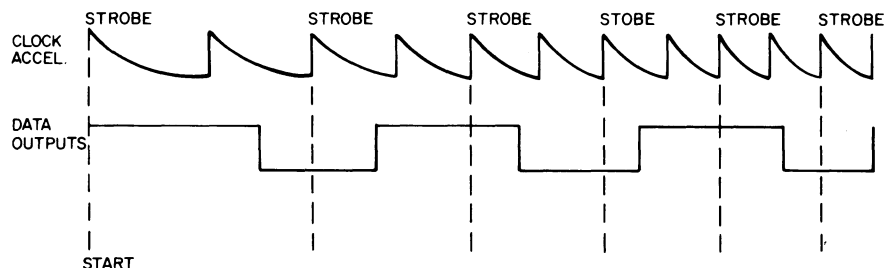 STROBE STROBE STROBE STOBE STROBE STROBE
CLOCK
ACCEL.
DATA
OUTPUTS
START